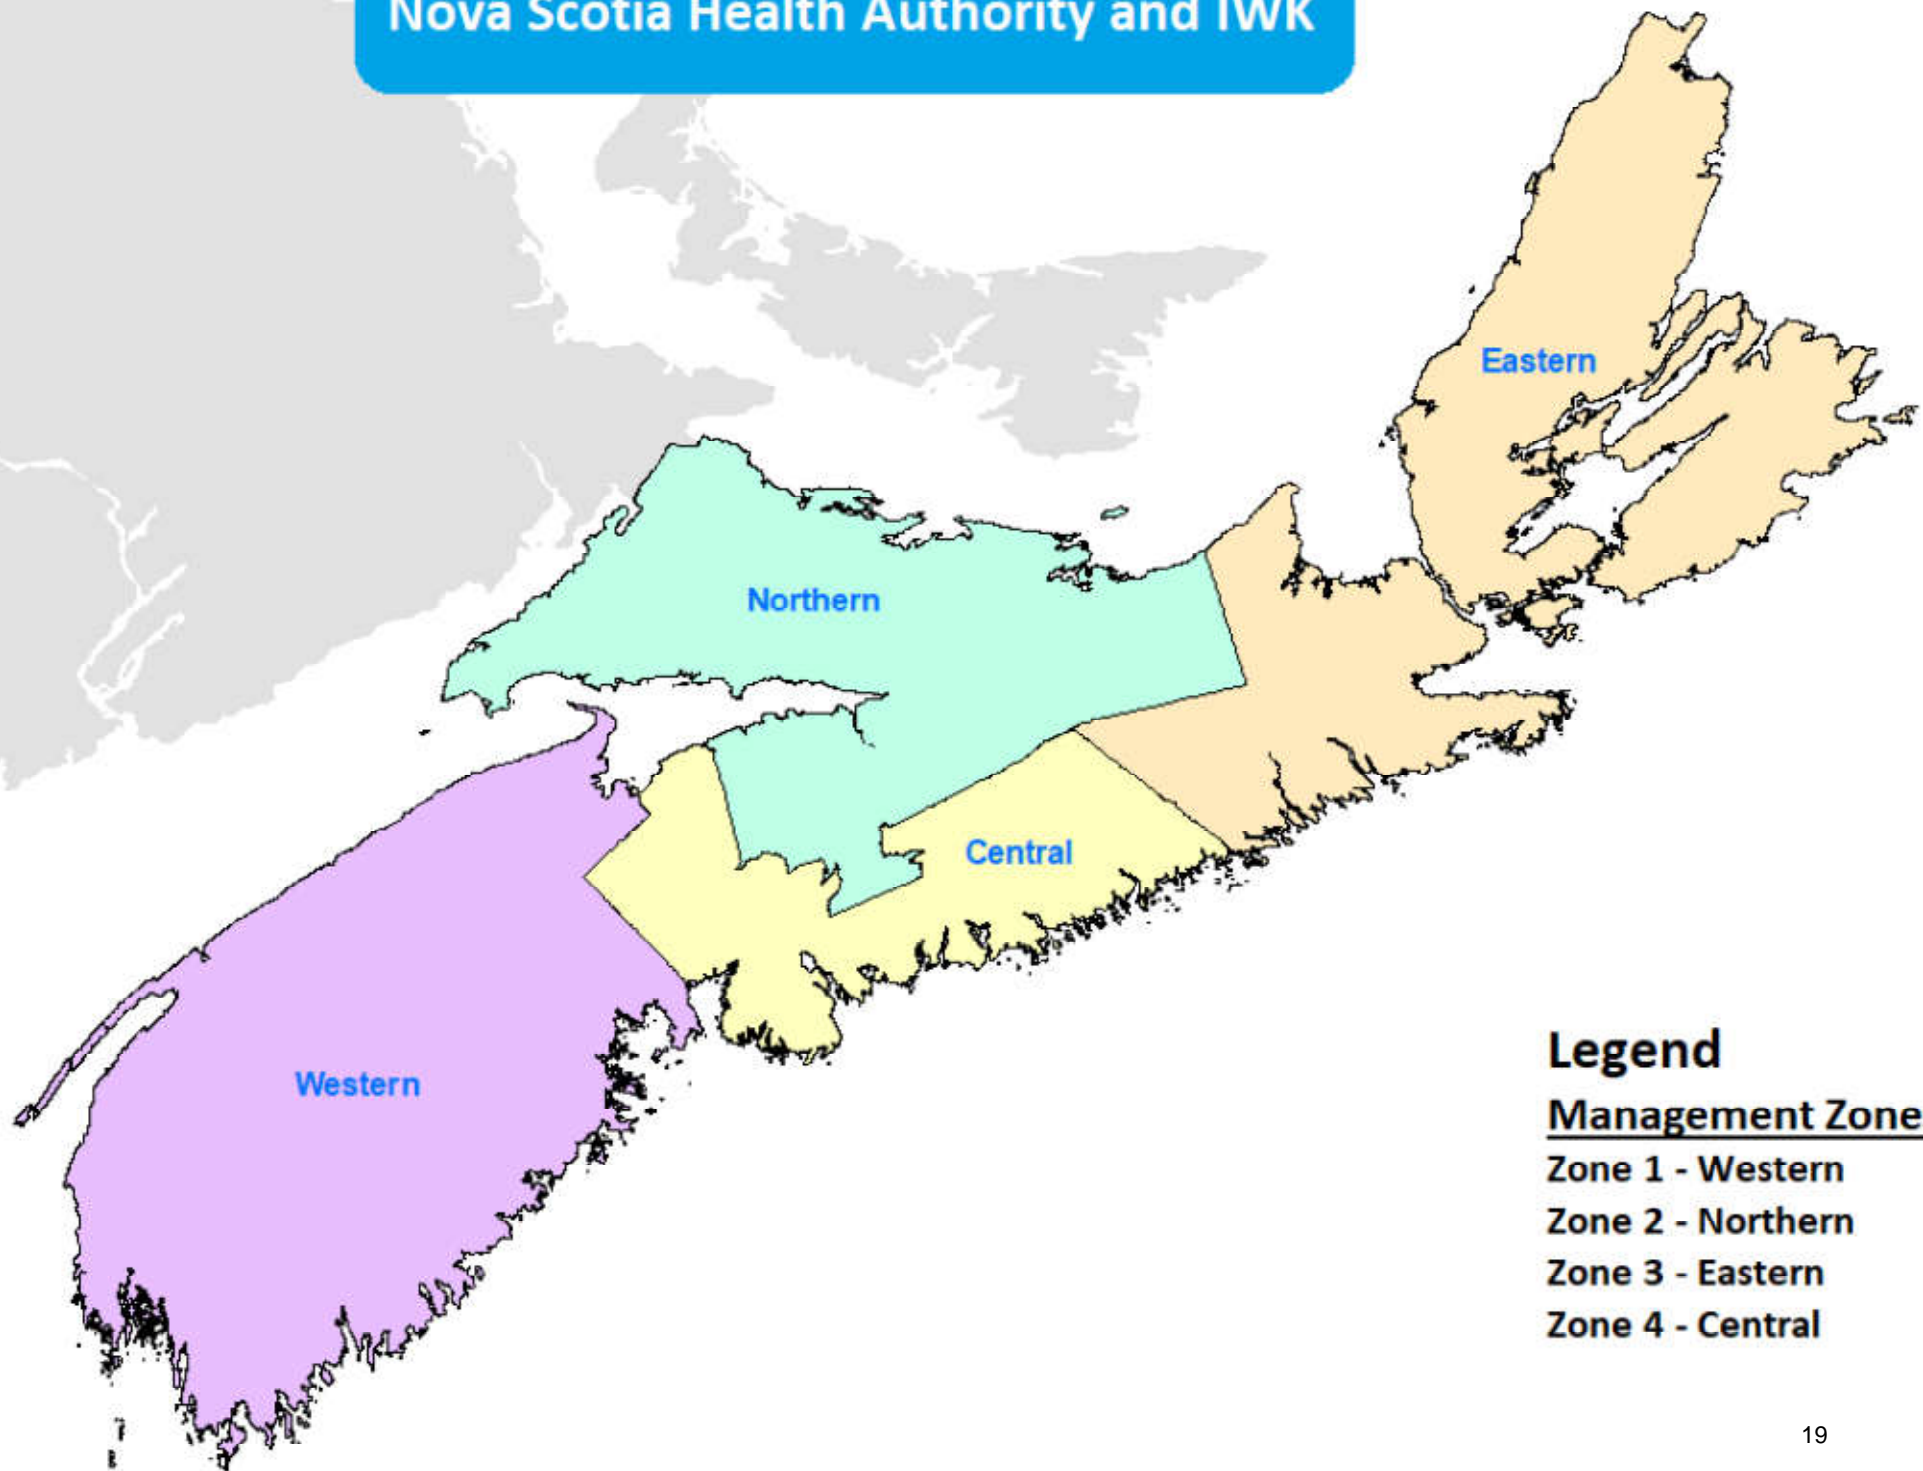 Nova Scotia Health Authority and IWK
Eastern
Northern
Central
Western
Legend
Management Zone
Zone 1 - Western
Zone 2 - Northern
Zone 3 - Eastern
Zone 4 - Central
19